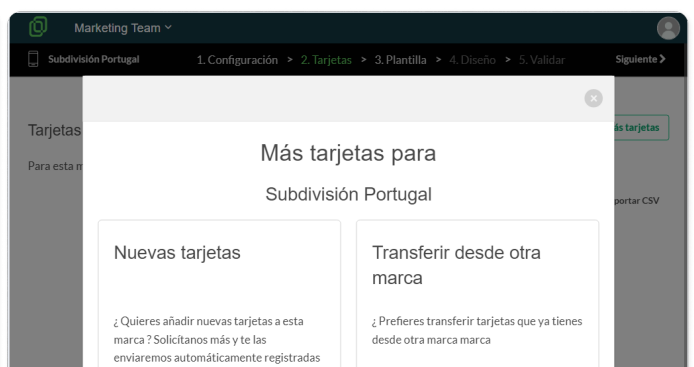 Marketing Team
Subdivisión Portugal 1. Configuración > 2. Tarjetas > 3. Plantilla > 4. Diseño > 5. Validar Siguiente >
Tarjetas
ás tarjetas
Para esta m
portar CSV
Más tarjetas para
Subdivisión Portugal
Nuevas tarjetas
¿ Quieres añadir nuevas tarjetas a esta
marca ? Solicítanos más y te las
enviaremos automáticamente registradas
Transferir desde otra
marca
¿ Prefieres transferir tarjetas que ya tienes
desde otra marca marca